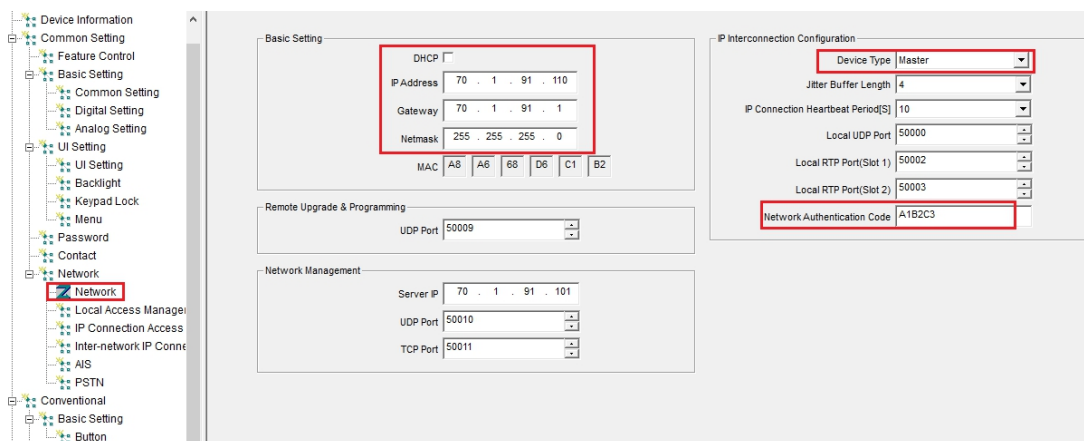 Device Information
Common Setting
Feature Control
Basic Setting
Common Setting
Digital Setting
Analog Setting
UI Setting
UI Setting
Backlight
Keypad Lock
Menu
Password
Contact
Network
Network
Local Access Manager
IP Connection Access
Inter-network IP Conne
AIS
PSTN
Conventional
Basic Setting
Button
Basic Setting
DHCP
IP Address 70 . 1 . 91 . 110
Gateway 70 . 1 . 91 . 1
Netmask 255 . 255 . 255 . 0
MAC A8 A6 68 D6 C1 B2
Remote Upgrade & Programming
UDP Port 50009
Network Management
Server IP 70 . 1 . 91 . 101
UDP Port 50010
TCP Port 50011
IP Interconnection Configuration
Device Type Master
Jitter Buffer Length 4
IP Connection Heartbeat Period[S] 10
Local UDP Port 50000
Local RTP Port(Slot 1) 50002
Local RTP Port(Slot 2) 50003
Network Authentication Code A1B2C3